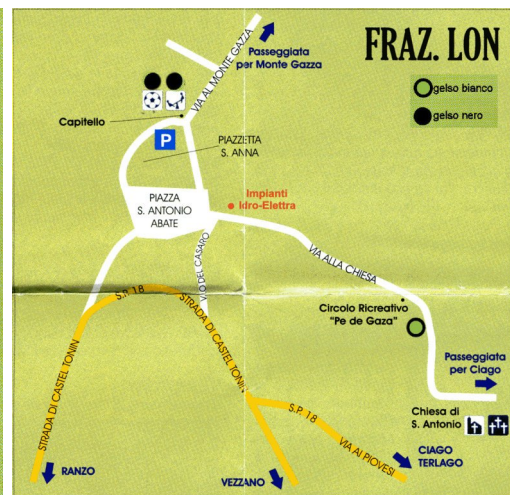 FRAZ. LON
gelso bianco
gelso nero
Passeggiata
per Monte Gazza
VIA AL MONTE GAZZA
Capitello
P
PIAZZETTA
S. ANNA
PIAZZA
S. ANTONIO
ABATE
Impianti
Idro-Elettra
V.LO DEL CASARO
VIA ALLA CHIESA
S.P. 18
STRADA DI CASTEL TONIN
STRADA DI CASTEL TONIN
Circolo Ricreativo
"Pe de Gaza"
Passeggiata
per Ciago
Chiesa di
S. Antonio
S.P. 18
VIA AI PIOVESI
CIAGO
TERLAGO
RANZO
VEZZANO